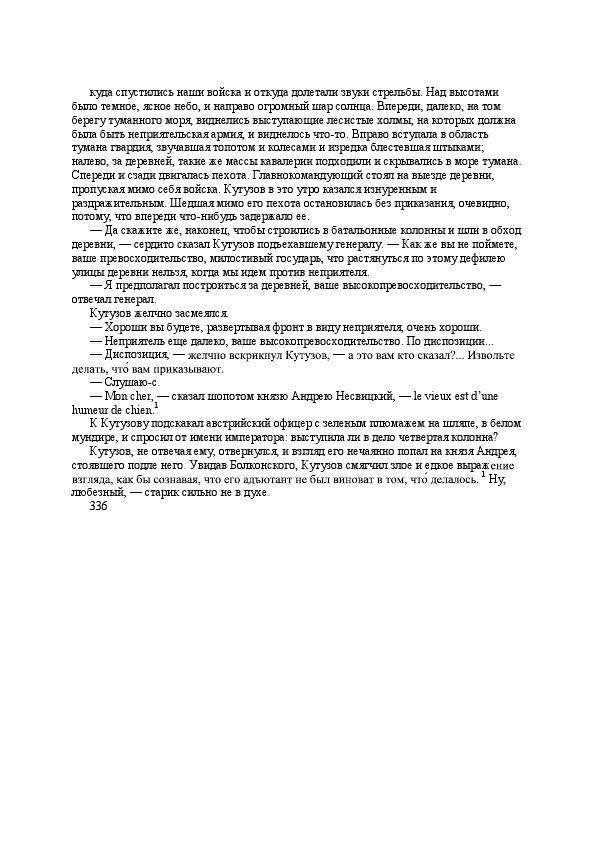 куда спустились наши войска и откуда долетали звуки стрельбы. Над высотами
было темное, ясное небо, и направо огромный шар солнца. Впереди, далеко, на том
берегу туманного моря, виднелись выступающие лесистые холмы, на которых должна
была быть неприятельская армия, и виднелось что-то. Вправо вступала в область
тумана гвардия, звучавшая топотом и колесами и изредка блестевшая штыками;
налево, за деревней, такие же массы кавалерии подходили и скрывались в море тумана.
Спереди и сзади двигалась пехота. Главнокомандующий стоял на выезде деревни,
пропуская мимо себя войска. Кутузов в это утро казался изнуренным и
раздражительным. Шедшая мимо его пехота остановилась без приказания, очевидно,
потому, что впереди что-нибудь задержало ее.
— Да скажите же, наконец, чтобы строились в батальонные колонны и шли в обход
деревни, — сердито сказал Кутузов подъехавшему генералу. — Как же вы не поймете,
ваше превосходительство, милостивый государь, что растянуться по этому дефилею
улицы деревни нельзя, когда мы идем против неприятеля.
— Я предполагал построиться за деревней, ваше высокопревосходительство, —
отвечал генерал.
Кутузов желчно засмеялся.
— Хороши вы будете, развертывая фронт в виду неприятеля, очень хороши.
— Неприятель еще далеко, ваше высокопревосходительство. По диспозиции...
— Диспозиция, — желчно вскрикнул Кутузов, — а это вам кто сказал?... Извольте
делать, что́ вам приказывают.
— Слушаю-с.
— Mon cher, — сказал шопотом князю Андрею Несвицкий, — le vieux est d’une
humeur de chien.1
К Кутузову подскакал австрийский офицер с зеленым плюмажем на шляпе, в белом
мундире, и спросил от имени императора: выступила ли в дело четвертая колонна?
Кутузов, не отвечая ему, отвернулся, и взгляд его нечаянно попал на князя Андрея,
стоявшего подле него. Увидав Болконского, Кутузов смягчил злое и едкое выражение
взгляда, как бы сознавая, что его адъютант не был виноват в том, что́ делалось. 1 Ну,
любезный, — старик сильно не в духе.
336